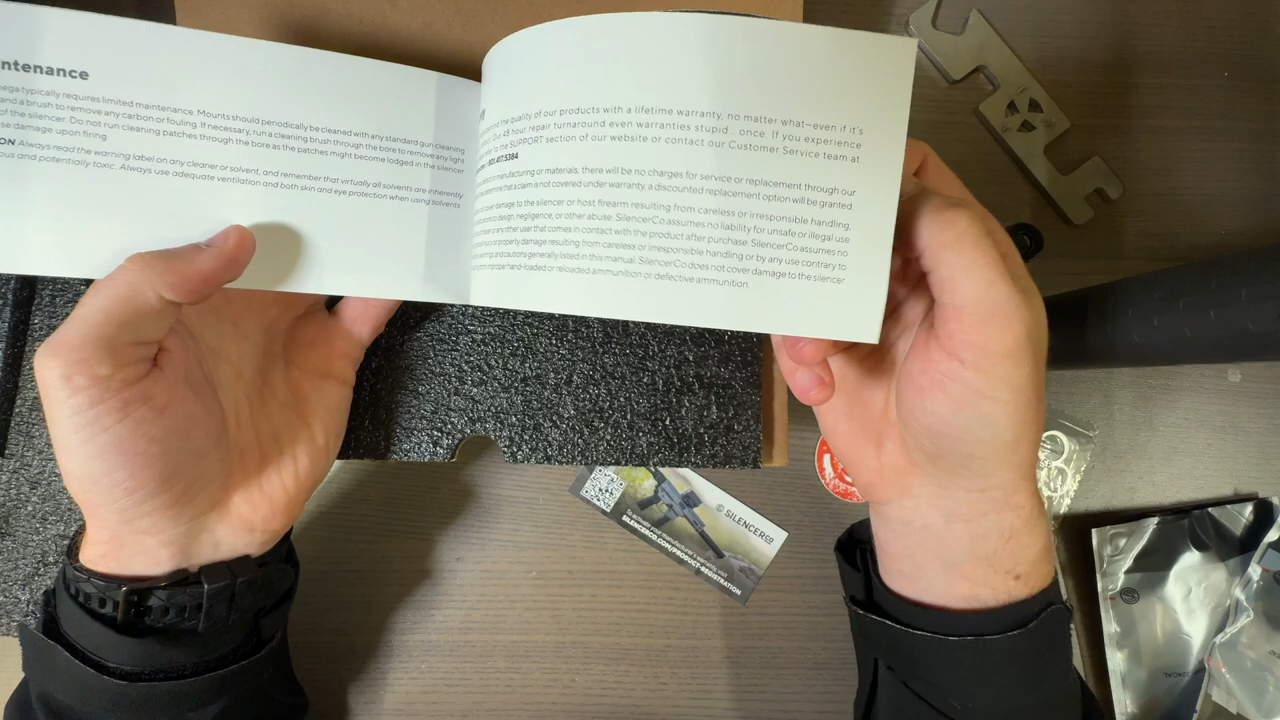 ntenance
ega typically requires limited maintenance. Mounts should periodically be cleaned with any standard gun cleaning
and a brush to remove any carbon or fouling. If necessary, run a cleaning brush through the bore to remove any light
of the silencer. Do not run cleaning patches through the bore as the patches might become lodged in the silencer
se damage upon firing.
ON Always read the warning label on any cleaner or solvent, and remember that virtually all solvents are inherently
ous and potentially toxic. Always use adequate ventilation and both skin and eye protection when using solvents.
the quality of our products with a lifetime warranty, no matter what—even if it's
Our 48 hour repair turnaround even warranties stupid... once. If you experience
to the SUPPORT section of our website or contact our Customer Service team at
801.417.5384
to manufacturing or materials, there will be no charges for service or replacement through our
determine that a claim is not covered under warranty, a discounted replacement option will be granted.
cover damage to the silencer or host firearm resulting from careless or irresponsible handling,
to design, negligence, or other abuse. SilencerCo assumes no liability for unsafe or illegal use
or any other user that comes in contact with the product after purchase. SilencerCo assumes no
or property damage resulting from careless or irresponsible handling or by any use contrary to
and cautions generally listed in this manual. SilencerCo does not cover damage to the silencer
improper hand-loaded or reloaded ammunition or defective ammunition.
SILENCERCO
To activate your manufacturer's warranty, visit
SILENCERCO.COM/PRODUCT-REGISTRATION